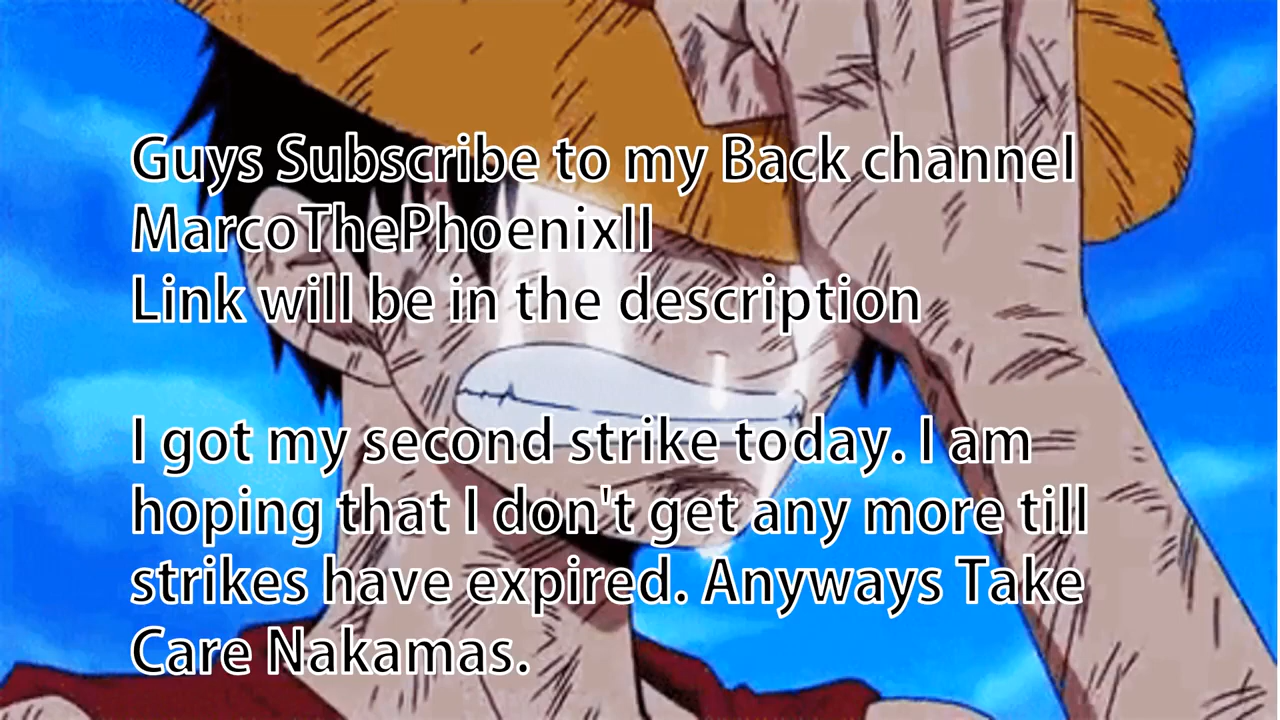 Guys Subscribe to my Back channel
MarcoThePhoenixll
Link will be in the description
I got my second strike today. I am
hoping that I don't get any more till
strikes have expired. Anyways Take
Care Nakamas.